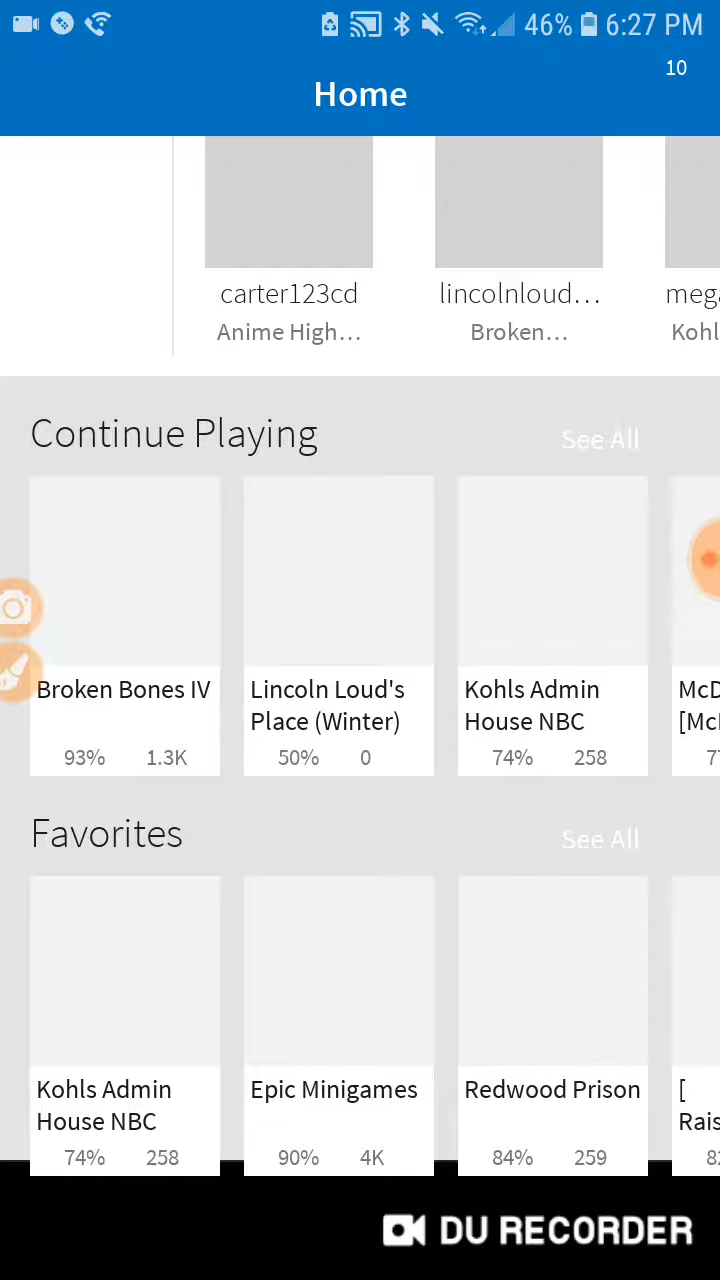 46% 6:27 PM
10
Home
carter123cd
lincolnloud...
Anime High...
Broken...
Continue Playing
See All
Broken Bones IV
93% 1.3K
Lincoln Loud's
Place (Winter)
50% 0
Kohls Admin
House NBC
74% 258
Favorites
See All
Kohls Admin
House NBC
74% 258
Epic Minigames
90% 4K
Redwood Prison
84% 259
[
DU RECORDER